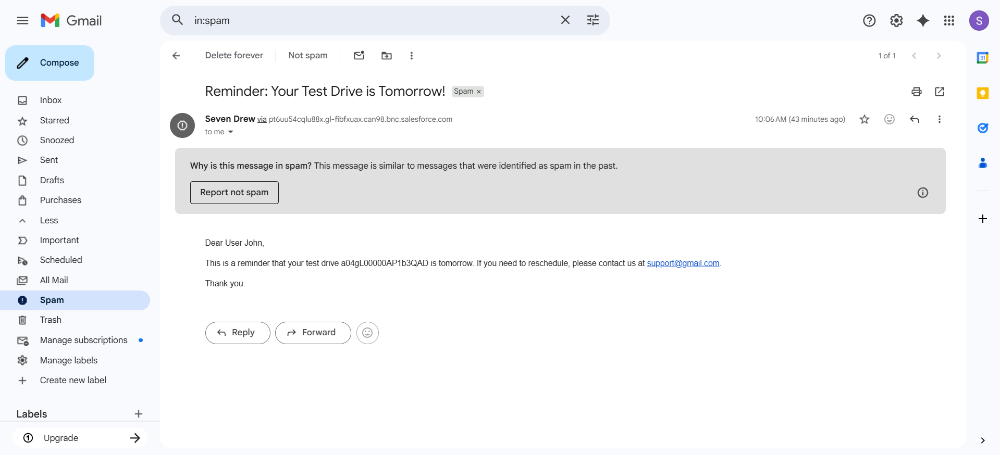 Gmail
in:spam
S
Compose
Delete forever
Not spam
1 of 1
31
Inbox
Starred
Snoozed
Sent
Drafts
Purchases
Less
Important
Scheduled
All Mail
Spam
Trash
Manage subscriptions
Manage labels
Create new label
Labels
Upgrade
Reminder: Your Test Drive is Tomorrow!
Spam ×
Seven Drew via pt6uu54cqlu88x.gl-fibfxuax.can98.bnc.salesforce.com
10:06 AM (43 minutes ago)
to me
Why is this message in spam? This message is similar to messages that were identified as spam in the past.
Report not spam
Dear User John,
This is a reminder that your test drive a04gL00000AP1b3QAD is tomorrow. If you need to reschedule, please contact us at support@gmail.com.
Thank you.
Reply
Forward